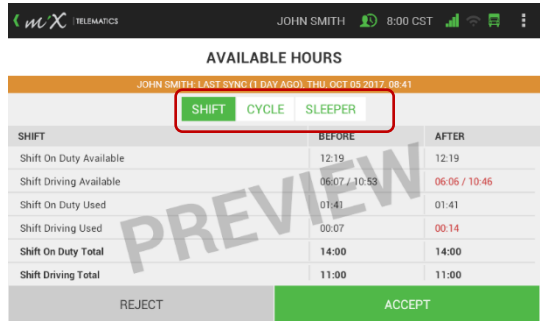 miX TELEMATICS JOHN SMITH 8:00 CST
AVAILABLE HOURS
JOHN SMITH: LAST SYNC (1 DAY AGO), THU, OCT 05 2017, 08:41
SHIFT CYCLE SLEEPER
SHIFT BEFORE AFTER
Shift On Duty Available 12:19 12:19
Shift Driving Available 06:07 / 10:53 06:06 / 10:46
Shift On Duty Used 01:41 01:41
Shift Driving Used 00:07 00:14
Shift On Duty Total 14:00 14:00
Shift Driving Total 11:00 11:00
PREVIEW
REJECT ACCEPT